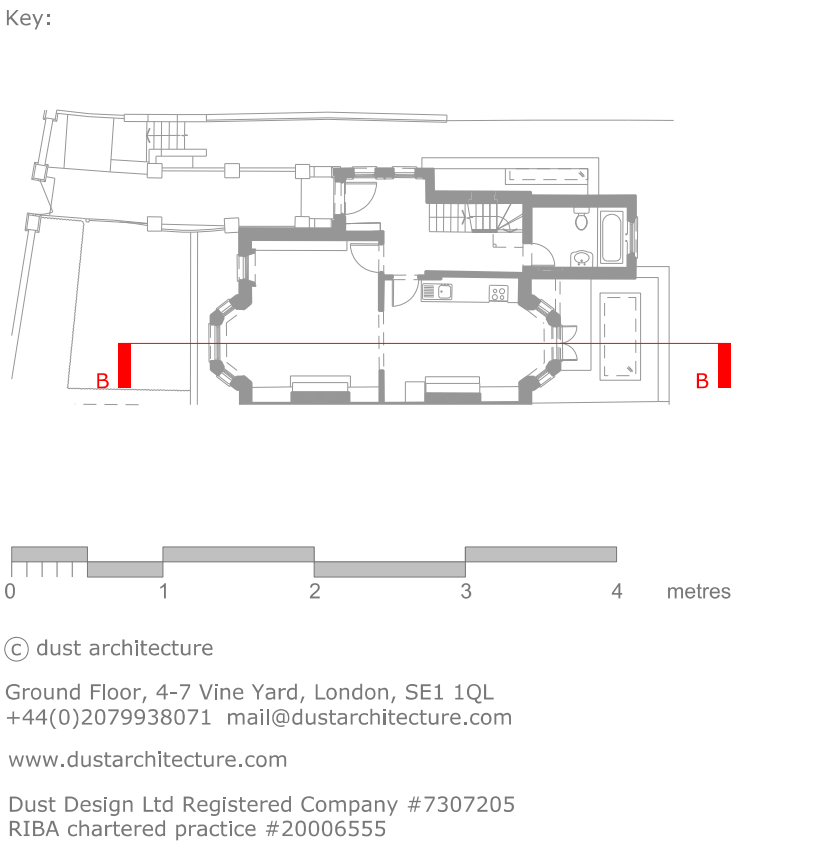 Key:
B B
0 1 2 3 4 metres
© dust architecture
Ground Floor, 4-7 Vine Yard, London, SE1 1QL
+44(0)2079938071 mail@dustarchitecture.com
www.dustarchitecture.com
Dust Design Ltd Registered Company #7307205
RIBA chartered practice #20006555